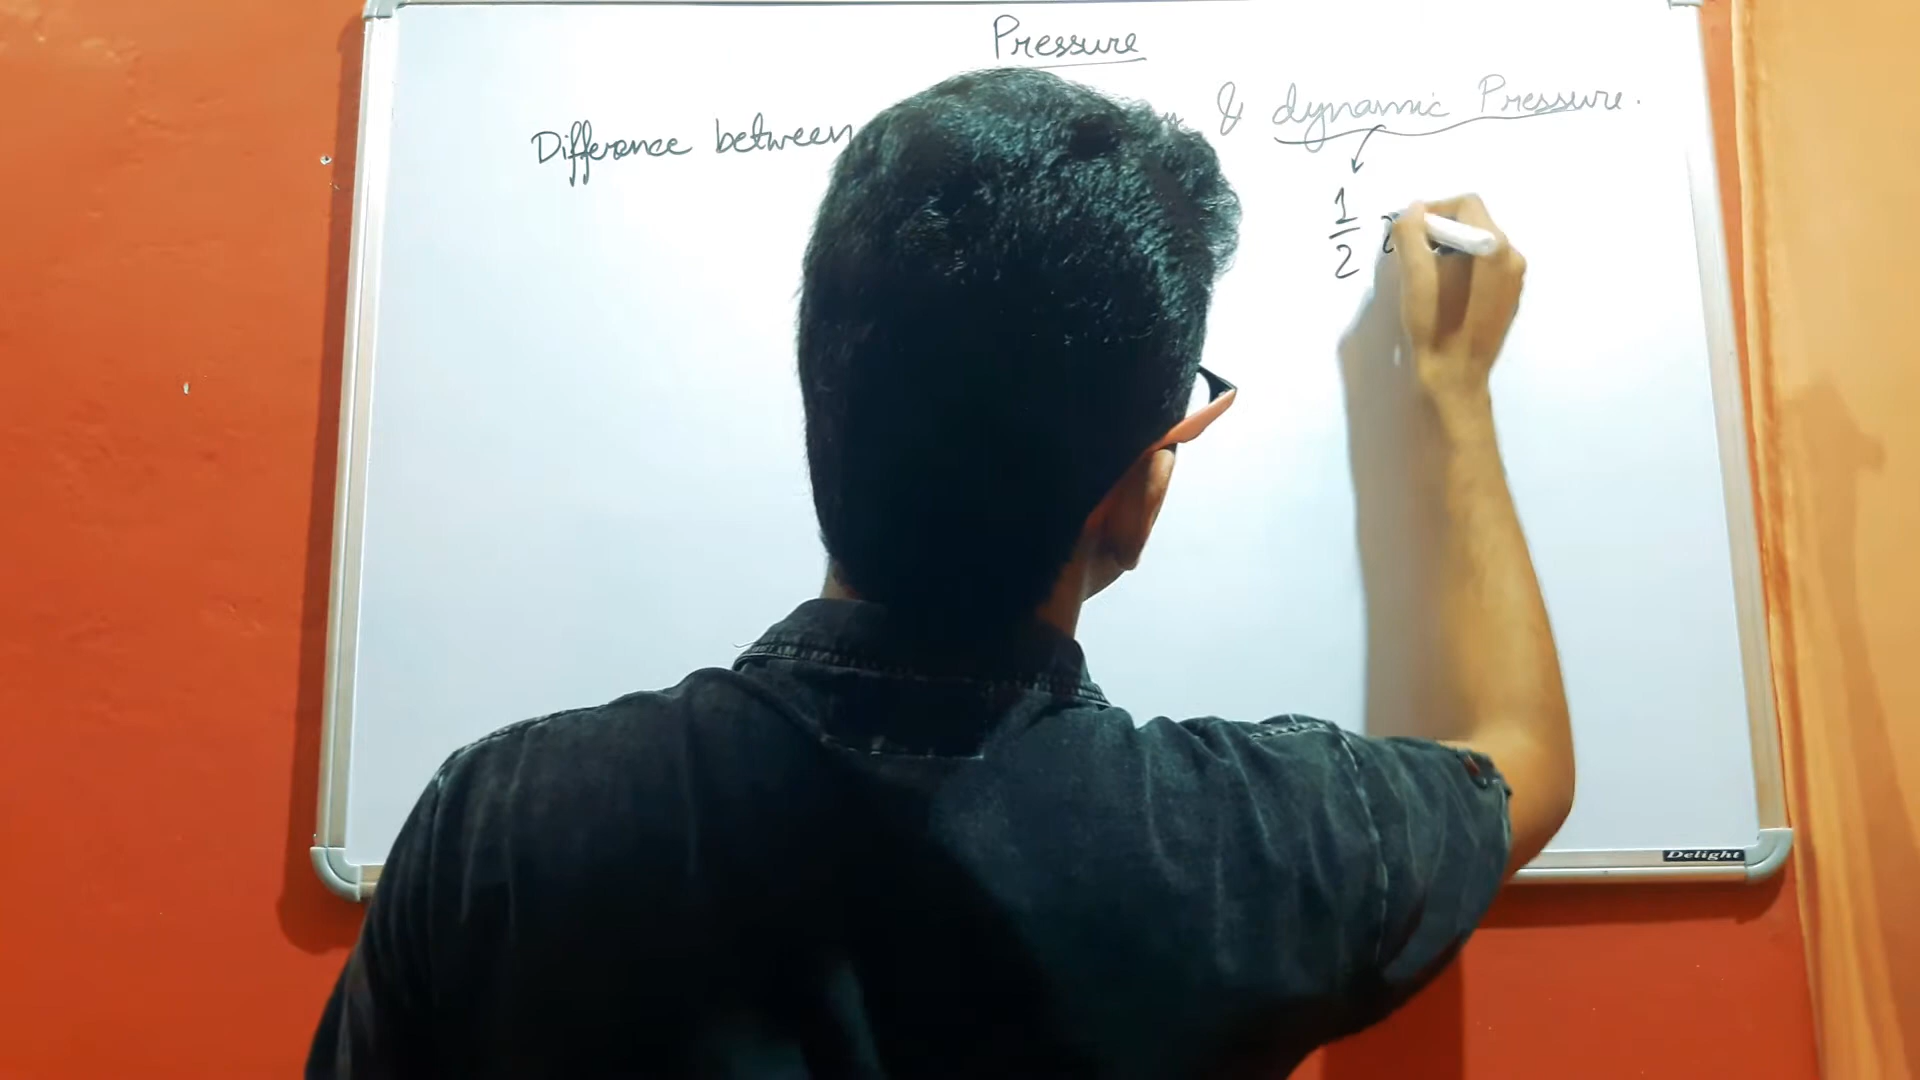 Pressure
Difference between & dynamic Pressure.
1
2
Delight